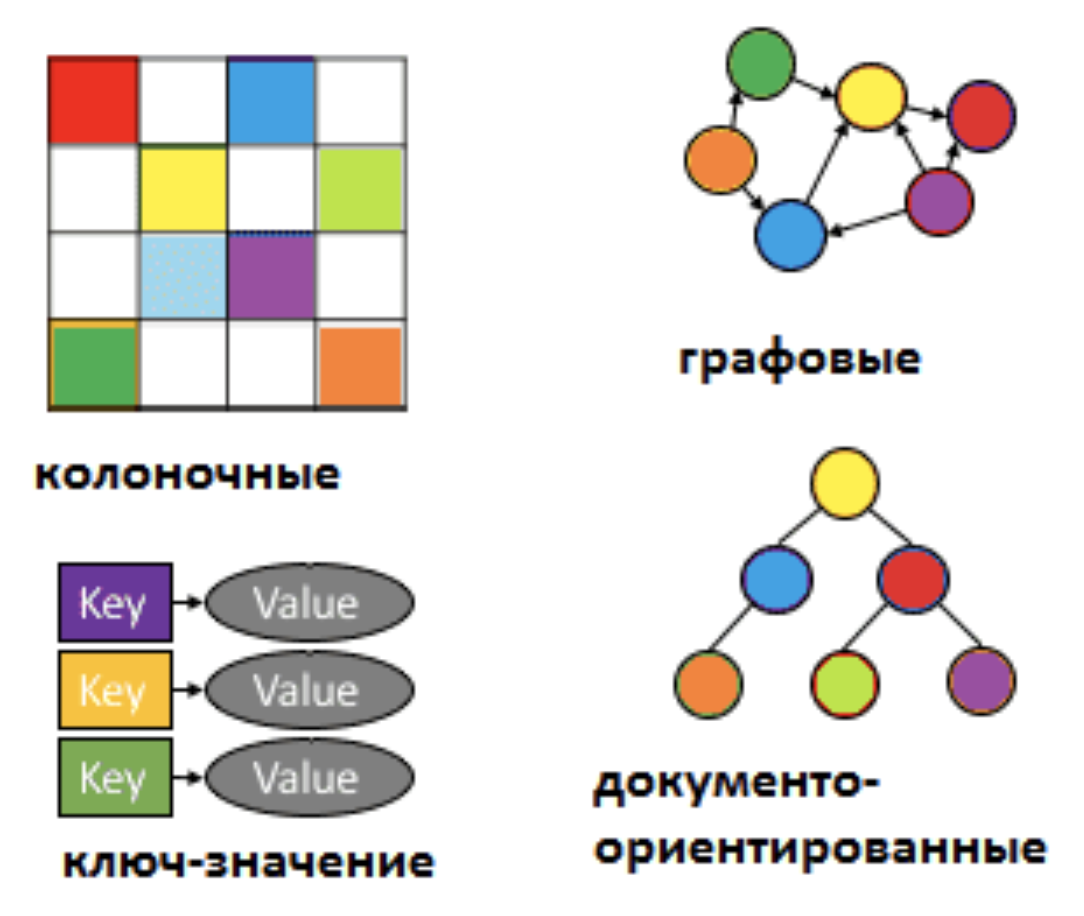 колоночные
графовые
Key Value
Key Value
Key Value
ключ-значение
документо-
ориентированные